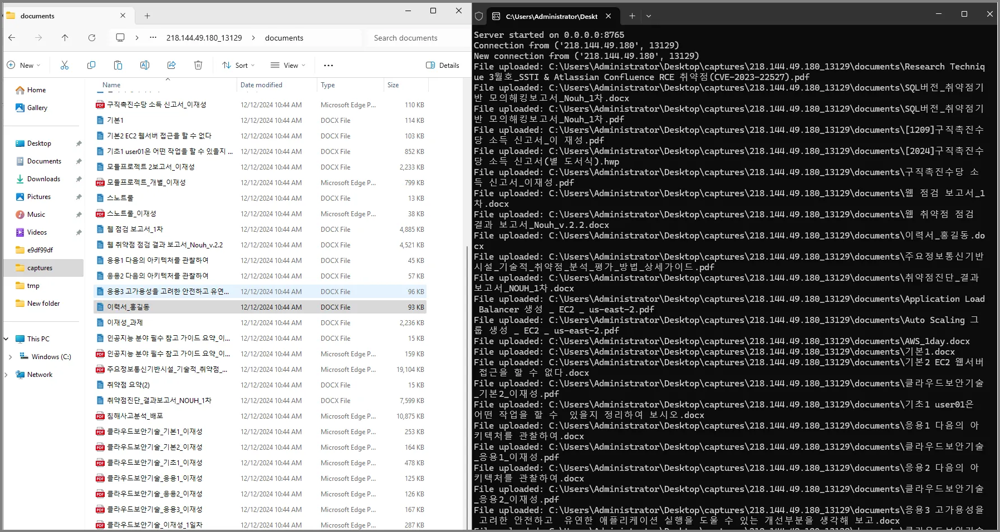 documents
218.144.49.180_13129
documents
Search documents
New
Sort
View
Details
Home
Gallery
Desktop
Documents
Downloads
Pictures
Music
Videos
e9df99df
captures
tmp
New folder
This PC
Windows (C:)
Network
Name Date modified Type Size
구직촉진수당 소득 신고서_이재성 12/12/2024 10:44 AM Microsoft Edge P... 110 KB
기본1 12/12/2024 10:44 AM DOCX File 114 KB
기본2 EC2 웹서버 접근을 할 수 없다 12/12/2024 10:44 AM DOCX File 103 KB
기초1 user01은 어떤 작업을 할 수 있을지 ... 12/12/2024 10:44 AM DOCX File 852 KB
모듈프로젝트 2보고서_이재성 12/12/2024 10:44 AM DOCX File 2,233 KB
모듈프로젝트_개별_이재성 12/12/2024 10:44 AM Microsoft Edge P... 799 KB
스노트룰 12/12/2024 10:44 AM DOCX File 13 KB
스노트룰_이재성 12/12/2024 10:44 AM Microsoft Edge P... 38 KB
웹 점검 보고서_1차 12/12/2024 10:44 AM DOCX File 4,885 KB
웹 취약점 점검 결과 보고서_Nouh_v.2.2 12/12/2024 10:44 AM DOCX File 4,521 KB
응용1 다음의 아키텍처를 관찰하여 12/12/2024 10:44 AM DOCX File 45 KB
응용2 다음의 아키텍처를 관찰하여 12/12/2024 10:44 AM DOCX File 57 KB
응용3 고가용성을 고려한 안전하고 유연... 12/12/2024 10:44 AM DOCX File 96 KB
이력서_홍길동 12/12/2024 10:44 AM DOCX File 93 KB
이재성_과제 12/12/2024 10:44 AM DOCX File 2,236 KB
인공지능 분야 필수 참고 가이드 요약_이... 12/12/2024 10:44 AM DOCX File 15 KB
인공지능 분야 필수 참고 가이드 요약_이... 12/12/2024 10:44 AM Microsoft Edge P... 159 KB
주요정보통신기반시설_기술적_취약점_... 12/12/2024 10:44 AM Microsoft Edge P... 19,104 KB
취약점 요약(2) 12/12/2024 10:44 AM DOCX File 15 KB
취약점진단_결과보고서_NOUH_1차 12/12/2024 10:44 AM DOCX File 7,599 KB
침해사고분석_배포 12/12/2024 10:44 AM Microsoft Edge P... 10,875 KB
클라우드보안기술_기본1_이재성 12/12/2024 10:44 AM Microsoft Edge P... 253 KB
클라우드보안기술_기본2_이재성 12/12/2024 10:44 AM Microsoft Edge P... 164 KB
클라우드보안기술_기초1_이재성 12/12/2024 10:44 AM Microsoft Edge P... 478 KB
클라우드보안기술_응용1_이재성 12/12/2024 10:44 AM Microsoft Edge P... 125 KB
클라우드보안기술_응용2_이재성 12/12/2024 10:44 AM Microsoft Edge P... 126 KB
클라우드보안기술_응용3_이재성 12/12/2024 10:44 AM Microsoft Edge P... 167 KB
클라우드보안기술_이재성_1일차 12/12/2024 10:44 AM Microsoft Edge P... 287 KB
C:\Users\Administrator\Deskt
Server started on 0.0.0.0:8765
Connection from ('218.144.49.180', 13129)
New connection from ('218.144.49.180', 13129)
File uploaded: C:\Users\Administrator\Desktop\captures\218.144.49.180_13129\documents\Research Techniq
ue 3월호_SSTI & Atlassian Confluence RCE 취약점(CVE-2023-22527).pdf
File uploaded: C:\Users\Administrator\Desktop\captures\218.144.49.180_13129\documents\SQL버전_취약점기
반 모의해킹보고서_Nouh_1차.docx
File uploaded: C:\Users\Administrator\Desktop\captures\218.144.49.180_13129\documents\SQL버전_취약점기
반 모의해킹보고서_Nouh_1차.pdf
File uploaded: C:\Users\Administrator\Desktop\captures\218.144.49.180_13129\documents\[1209]구직촉진수
당 소득 신고서_이 재성.pdf
File uploaded: C:\Users\Administrator\Desktop\captures\218.144.49.180_13129\documents\[2024]구직촉진수
당 소득 신고서(별 도서식).hwp
File uploaded: C:\Users\Administrator\Desktop\captures\218.144.49.180_13129\documents\구직촉진수당 소
득 신고서_이재성.pdf
File uploaded: C:\Users\Administrator\Desktop\captures\218.144.49.180_13129\documents\웹 점검 보고서_1
차.docx
File uploaded: C:\Users\Administrator\Desktop\captures\218.144.49.180_13129\documents\웹 취약점 점검
결과 보고서_Nouh_v.2.2.docx
File uploaded: C:\Users\Administrator\Desktop\captures\218.144.49.180_13129\documents\이력서_홍길동.do
cx
File uploaded: C:\Users\Administrator\Desktop\captures\218.144.49.180_13129\documents\주요정보통신기반
시설_기술적_취약점_분석_평가_방법_상세가이드.pdf
File uploaded: C:\Users\Administrator\Desktop\captures\218.144.49.180_13129\documents\취약점진단_결과
보고서_NOUH_1차.docx
File uploaded: C:\Users\Administrator\Desktop\captures\218.144.49.180_13129\documents\Application Load
Balancer 생성 _ EC2 _ us-east-2.pdf
File uploaded: C:\Users\Administrator\Desktop\captures\218.144.49.180_13129\documents\Auto Scaling 그
룹 생성 _ EC2 _ us-east-2.pdf
File uploaded: C:\Users\Administrator\Desktop\captures\218.144.49.180_13129\documents\AWS_1day.docx
File uploaded: C:\Users\Administrator\Desktop\captures\218.144.49.180_13129\documents\기본1.docx
File uploaded: C:\Users\Administrator\Desktop\captures\218.144.49.180_13129\documents\기본2 EC2 웹서버
접근을 할 수 없다.docx
File uploaded: C:\Users\Administrator\Desktop\captures\218.144.49.180_13129\documents\클라우드보안기술
_기본2_이재성.pdf
File uploaded: C:\Users\Administrator\Desktop\captures\218.144.49.180_13129\documents\기초1 user01은
어떤 작업을 할 수 있을지 정리하여 보시오.docx
File uploaded: C:\Users\Administrator\Desktop\captures\218.144.49.180_13129\documents\응용1 다음의 아
키텍처를 관찰하여.docx
File uploaded: C:\Users\Administrator\Desktop\captures\218.144.49.180_13129\documents\클라우드보안기술
_응용1_이재성.pdf
File uploaded: C:\Users\Administrator\Desktop\captures\218.144.49.180_13129\documents\응용2 다음의 아
키텍처를 관찰하여.docx
File uploaded: C:\Users\Administrator\Desktop\captures\218.144.49.180_13129\documents\클라우드보안기술
_응용2_이재성.pdf
File uploaded: C:\Users\Administrator\Desktop\captures\218.144.49.180_13129\documents\응용3 고가용성을
고려한 안전하고 유연한 애플리케이션 실행을 도울 수 있는 개선부분을 생각해 보고.docx